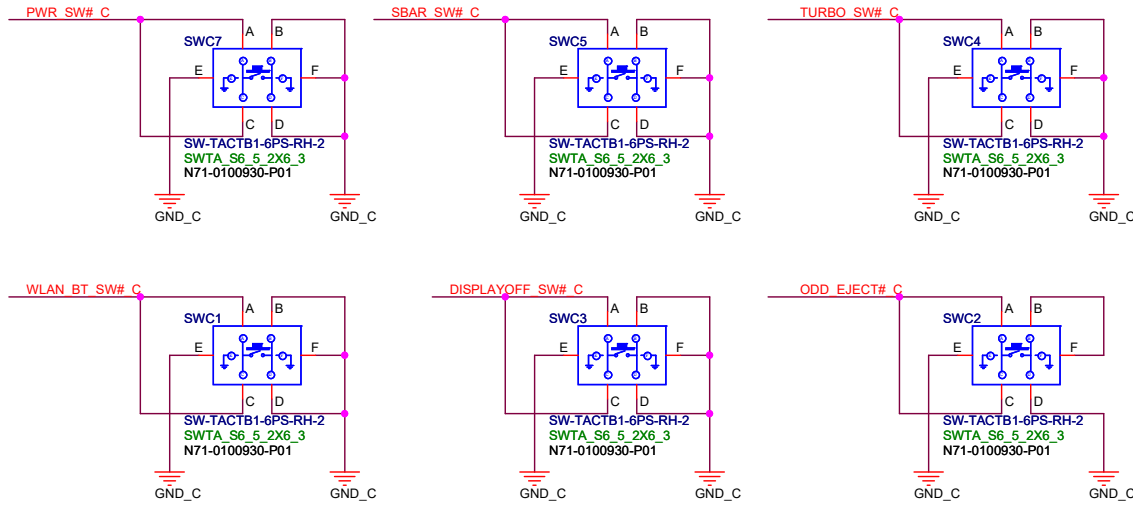 PWR_SW#_C
A B
SWC7
E F
C D
SW-TACTB1-6PS-RH-2
SWTA_S6_5_2X6_3
N71-0100930-P01
GND_C GND_C
SBAR_SW#_C
A B
SWC5
E F
C D
SW-TACTB1-6PS-RH-2
SWTA_S6_5_2X6_3
N71-0100930-P01
GND_C GND_C
TURBO_SW#_C
A B
SWC4
E F
C D
SW-TACTB1-6PS-RH-2
SWTA_S6_5_2X6_3
N71-0100930-P01
GND_C GND_C
WLAN_BT_SW#_C
A B
SWC1
E F
C D
SW-TACTB1-6PS-RH-2
SWTA_S6_5_2X6_3
N71-0100930-P01
GND_C GND_C
DISPLAYOFF_SW#_C
A B
SWC3
E F
C D
SW-TACTB1-6PS-RH-2
SWTA_S6_5_2X6_3
N71-0100930-P01
GND_C GND_C
ODD_EJECT#_C
A B
SWC2
E F
C D
SW-TACTB1-6PS-RH-2
SWTA_S6_5_2X6_3
N71-0100930-P01
GND_C GND_C